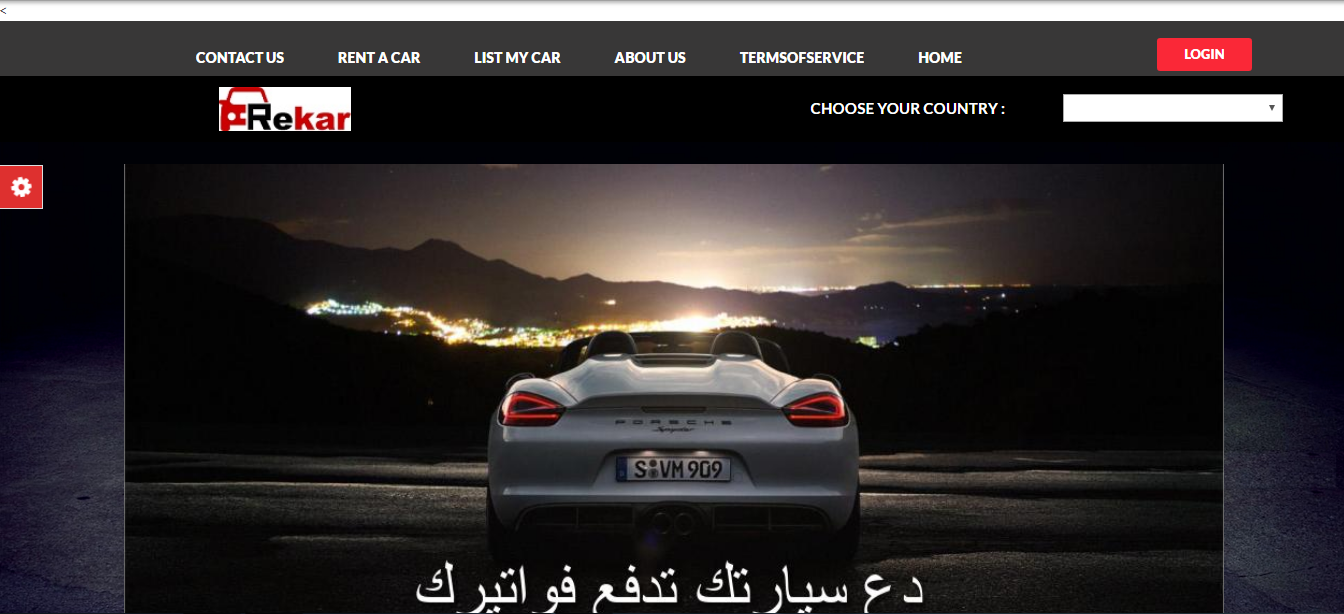 <
CONTACT US RENT A CAR LIST MY CAR ABOUT US TERMSOFSERVICE HOME LOGIN
Rekar CHOOSE YOUR COUNTRY :
PORSCHE
Spyder
S VM 909
دع سيارتك تدفع فواتيرك